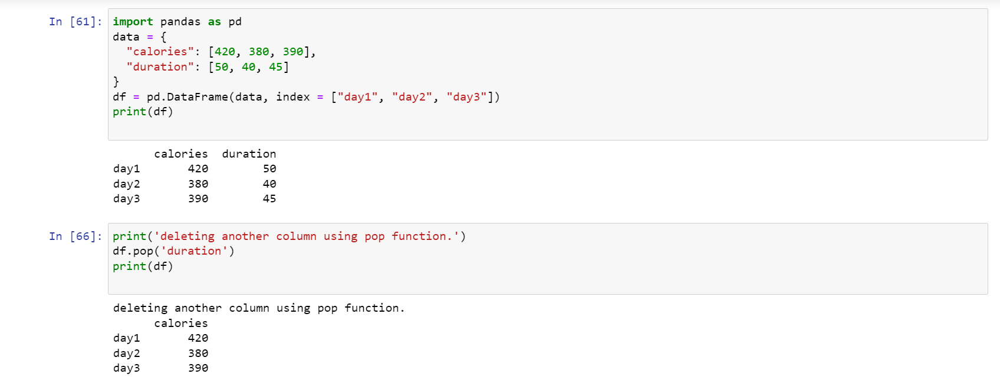 In [61]: import pandas as pd
data = {
  "calories": [420, 380, 390],
  "duration": [50, 40, 45]
}
df = pd.DataFrame(data, index = ["day1", "day2", "day3"])
print(df)
      calories  duration
day1       420        50
day2       380        40
day3       390        45
In [66]: print('deleting another column using pop function.')
df.pop('duration')
print(df)
deleting another column using pop function.
      calories
day1       420
day2       380
day3       390